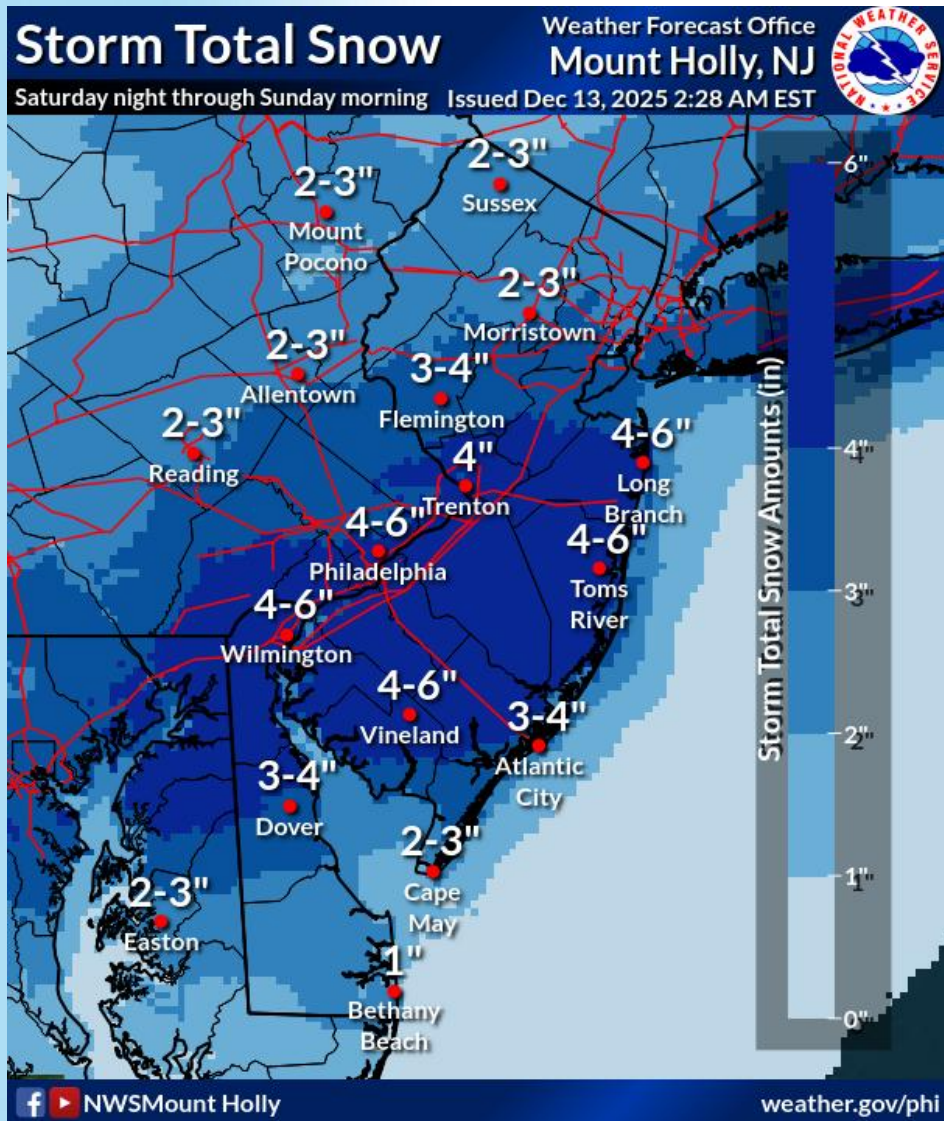 Storm Total Snow
Saturday night through Sunday morning
Weather Forecast Office
Mount Holly, NJ
Issued Dec 13, 2025 2:28 AM EST
NATIONAL WEATHER SERVICE
2-3"
Mount
Pocono
2-3"
Sussex
2-3"
Morristown
2-3"
Allentown
3-4"
Flemington
2-3"
Reading
4"
Trenton
4-6"
Long
Branch
4-6"
Philadelphia
4-6"
Toms
River
4-6"
Wilmington
4-6"
Vineland
3-4"
Atlantic
City
3-4"
Dover
2-3"
Cape
May
2-3"
Easton
1"
Bethany
Beach
Storm Total Snow Amounts (in)
6"
4"
4"
3"
3"
2"
2"
1"
1"
0"
0"
NWSMount Holly
weather.gov/phi